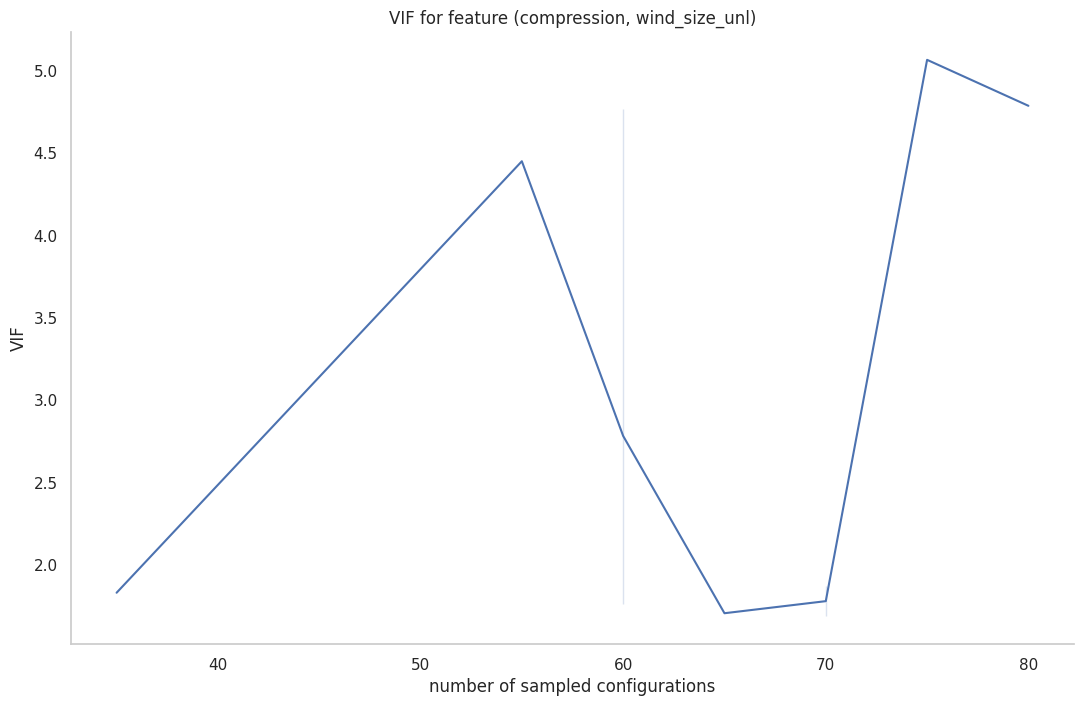 VIF for feature (compression, wind_size_unl)
5.0
4.5
4.0
3.5
3.0
2.5
2.0
VIF
40 50 60 70 80
number of sampled configurations